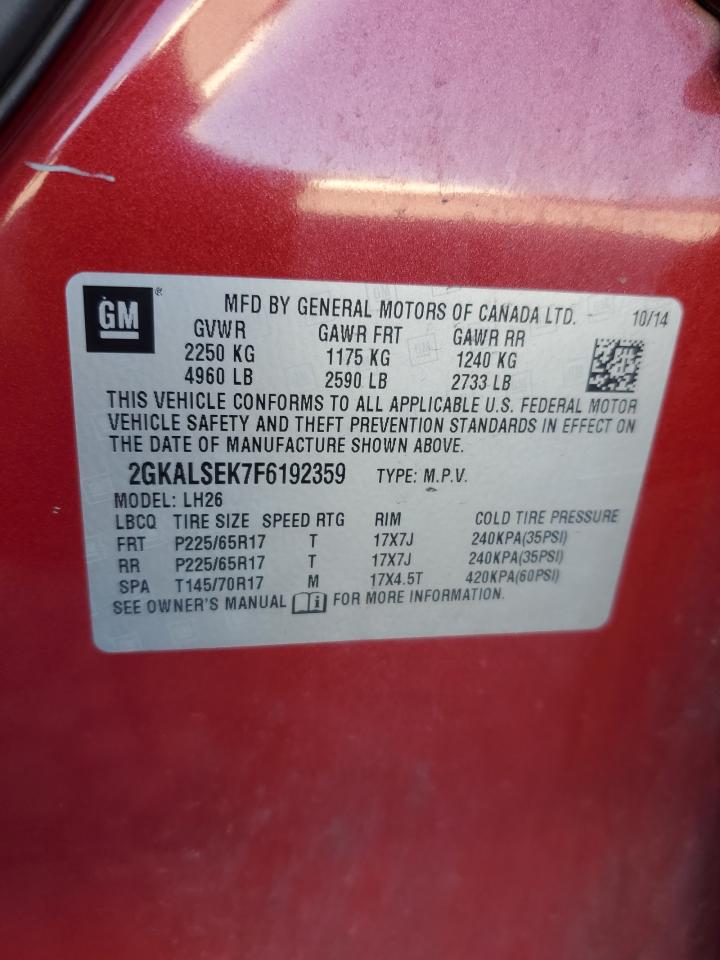 GM ®
MFD BY GENERAL MOTORS OF CANADA LTD. 10/14
GVWR GAWR FRT GAWR RR
2250 KG 1175 KG 1240 KG
4960 LB 2590 LB 2733 LB
THIS VEHICLE CONFORMS TO ALL APPLICABLE U.S. FEDERAL MOTOR
VEHICLE SAFETY AND THEFT PREVENTION STANDARDS IN EFFECT ON
THE DATE OF MANUFACTURE SHOWN ABOVE.
2GKALSEK7F6192359 TYPE: M.P.V.
MODEL: LH26
LBCQ TIRE SIZE SPEED RTG RIM COLD TIRE PRESSURE
FRT P225/65R17 T 17X7J 240KPA(35PSI)
RR P225/65R17 T 17X7J 240KPA(35PSI)
SPA T145/70R17 M 17X4.5T 420KPA(60PSI)
SEE OWNER'S MANUAL i FOR MORE INFORMATION.